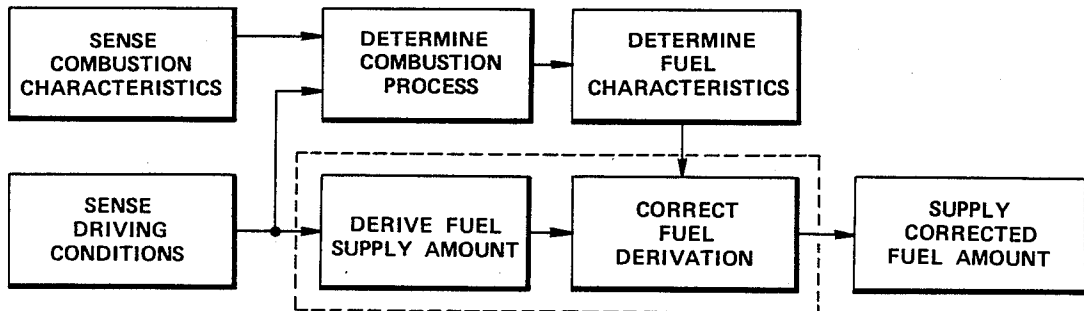 SENSE
COMBUSTION
CHARACTERISTICS
DETERMINE
COMBUSTION
PROCESS
DETERMINE
FUEL
CHARACTERISTICS
SENSE
DRIVING
CONDITIONS
DERIVE FUEL
SUPPLY AMOUNT
CORRECT
FUEL
DERIVATION
SUPPLY
CORRECTED
FUEL AMOUNT